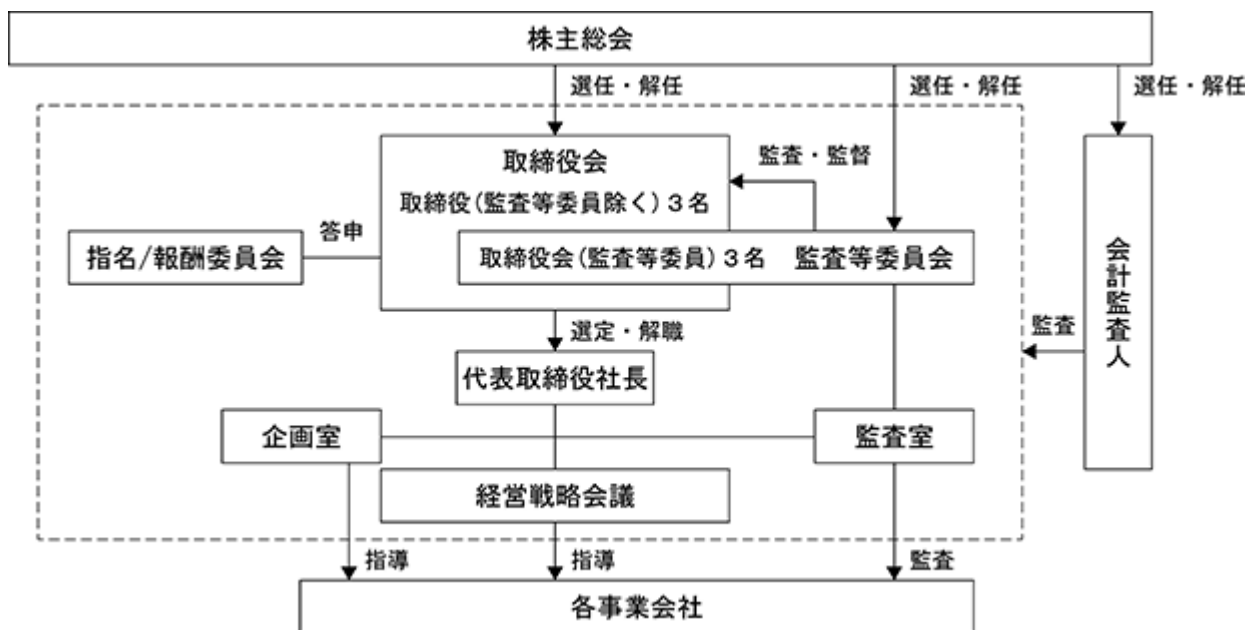 株主総会
選任・解任
選任・解任
選任・解任
取締役会
監査・監督
取締役(監査等委員除く)3名
答申
指名/報酬委員会
取締役会(監査等委員)3名
監査等委員会
会計監査人
監査
選定・解職
代表取締役社長
企画室
監査室
経営戦略会議
指導
指導
監査
各事業会社